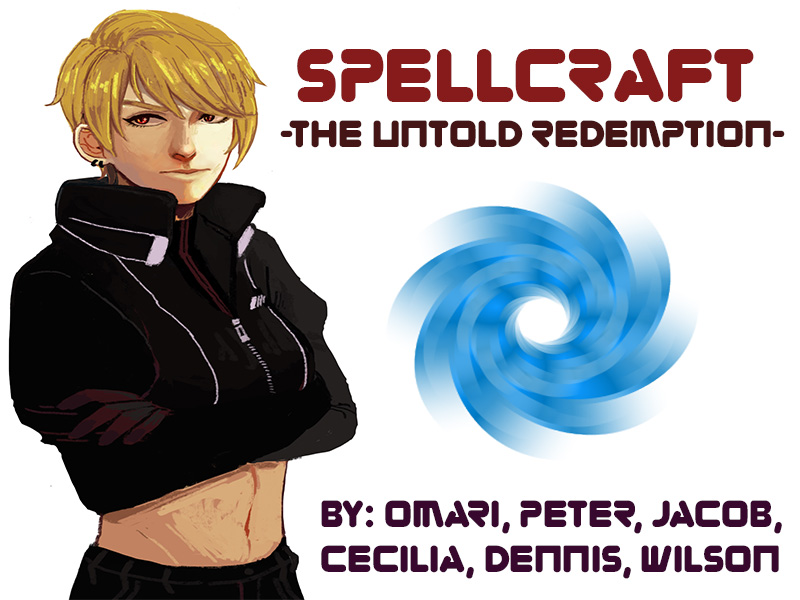 SPELLCRAFT
-THE UNTOLD REDEMPTION-
BY: OMARI, PETER, JACOB,
CECILIA, DENNIS, WILSON